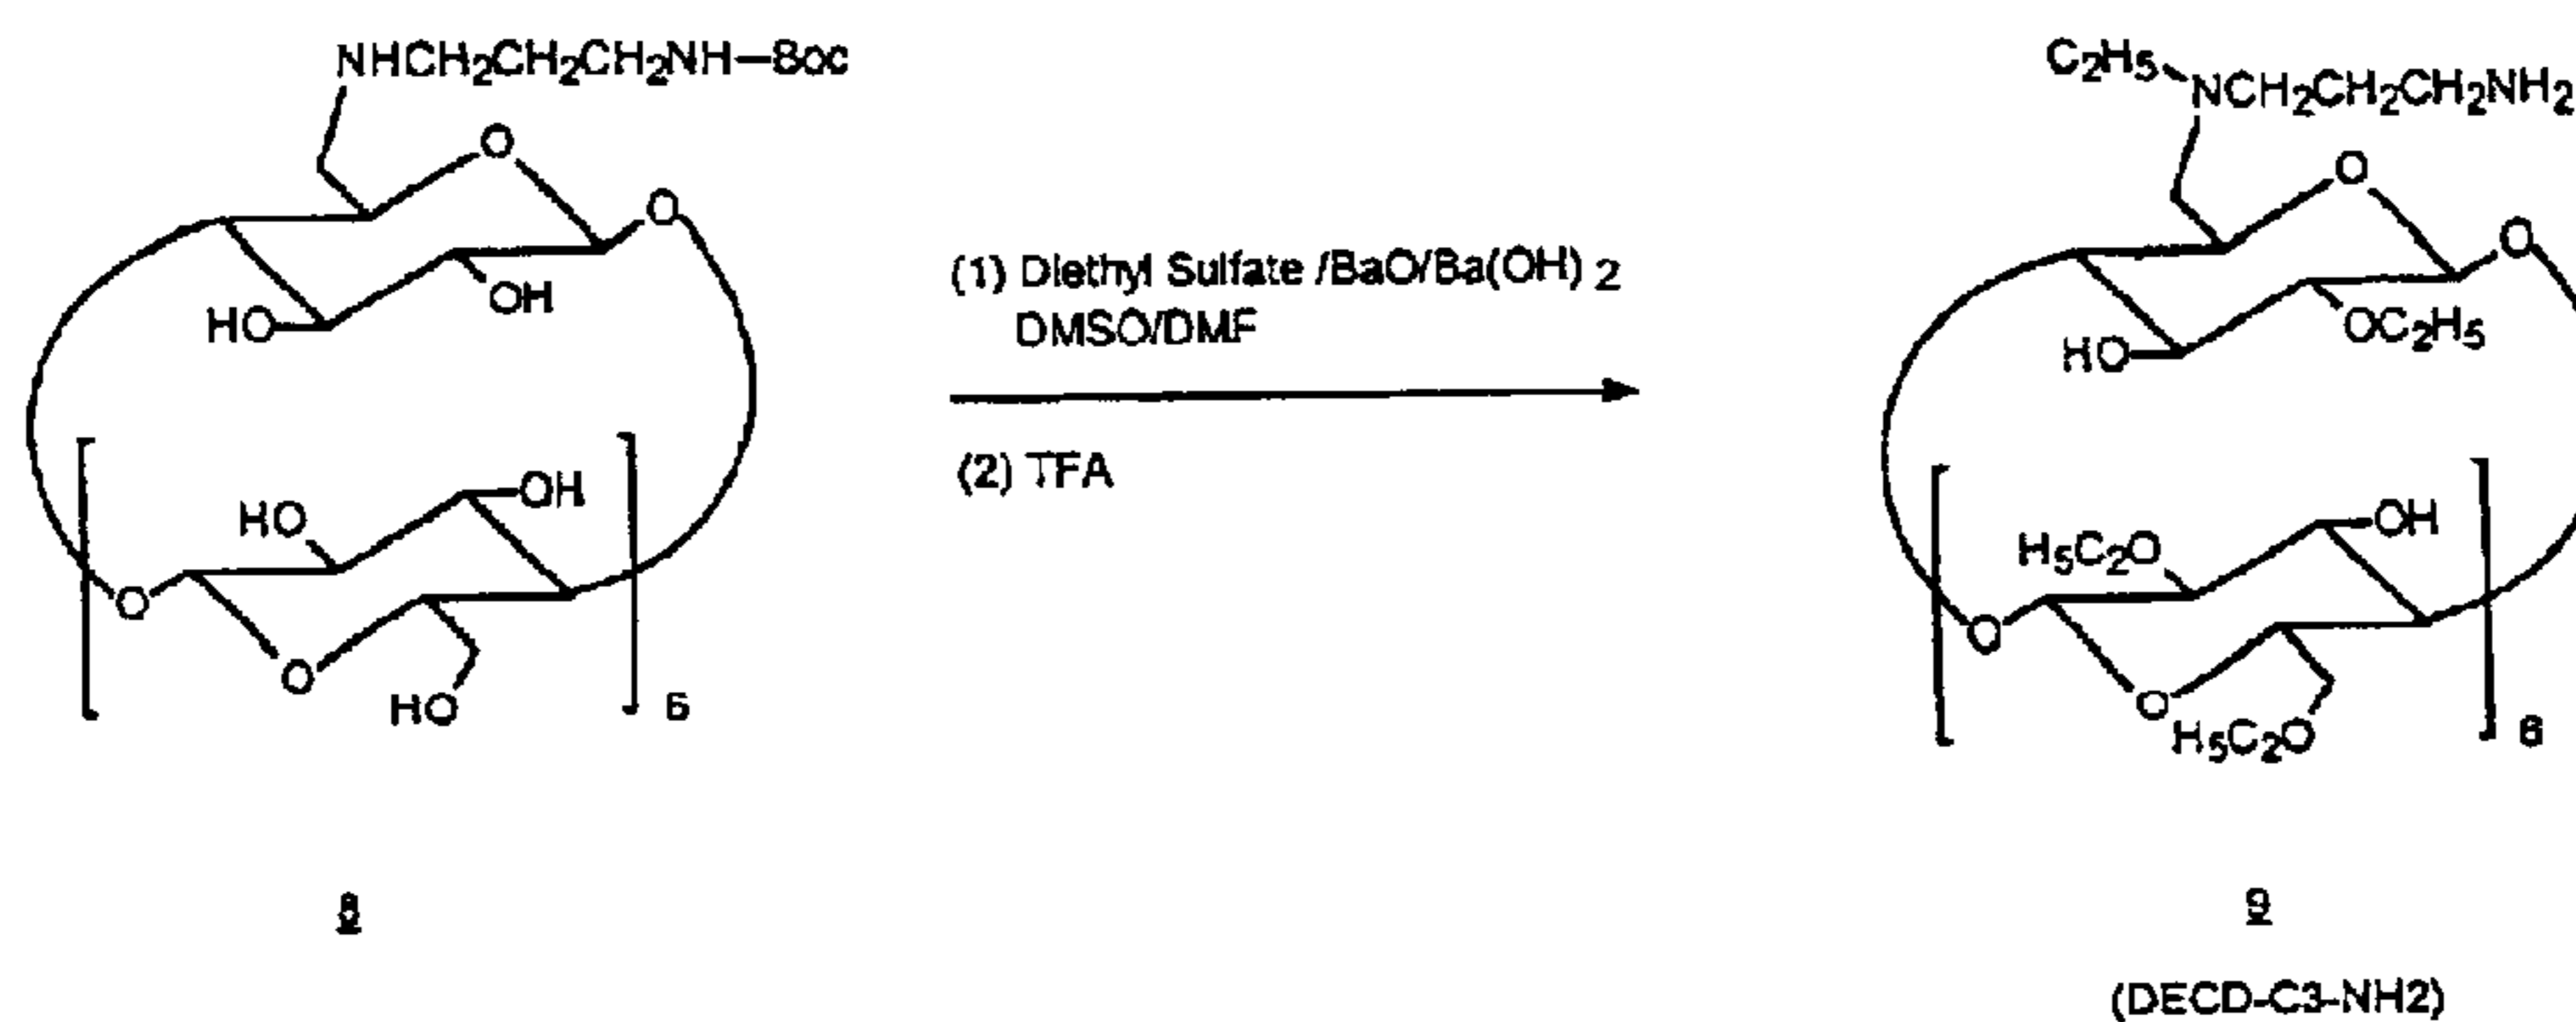 NHCH2CH2CH2NH—Boc
O
O
OH
HO
HO
OH
O
O
HO
6
8
(1) Diethyl Sulfate /BaO/Ba(OH) 2
DMSO/DMF
(2) TFA
C2H5
NCH2CH2CH2NH2
O
O
OC2H5
HO
OH
H5C2O
O
O
H5C2O
6
9
(DECD-C3-NH2)